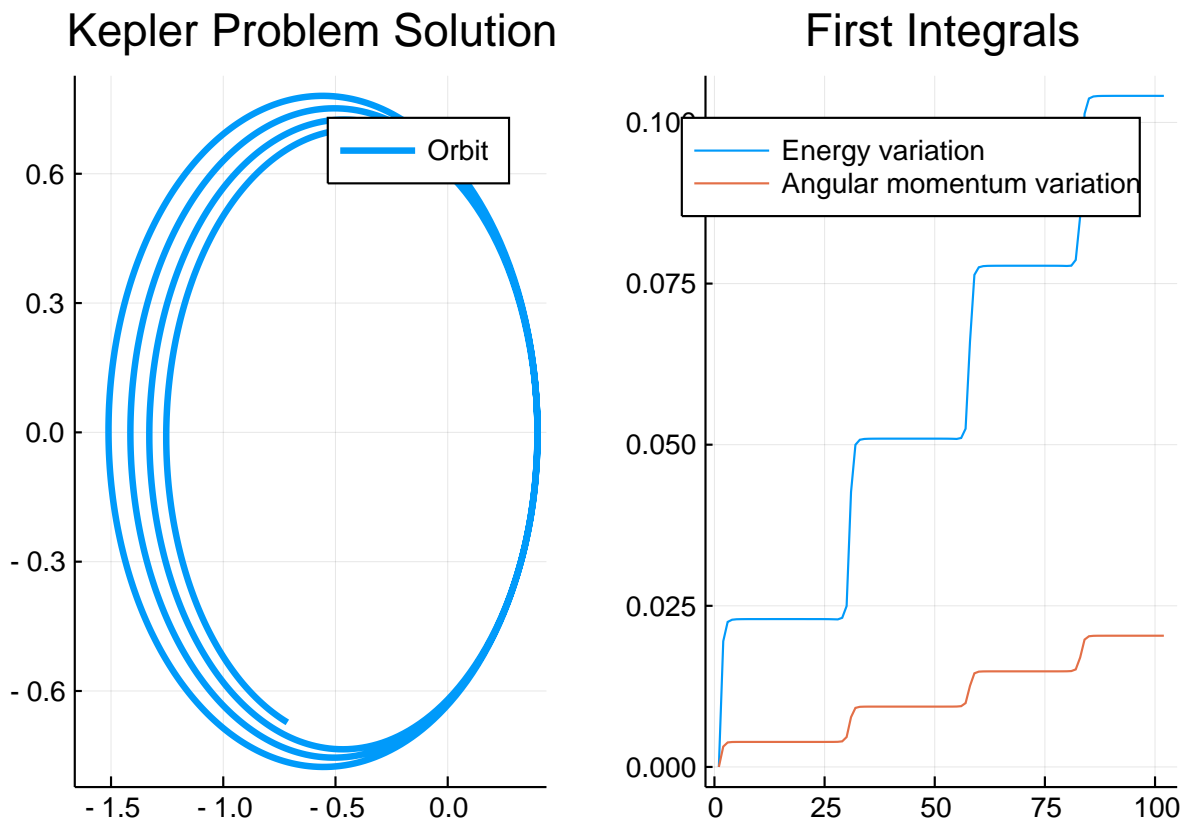 Kepler Problem Solution
Orbit
0.6
0.3
0.0
- 0.3
- 0.6
- 1.5 - 1.0 - 0.5 0.0
First Integrals
Energy variation
Angular momentum variation
0.100
0.075
0.050
0.025
0.000
0 25 50 75 100